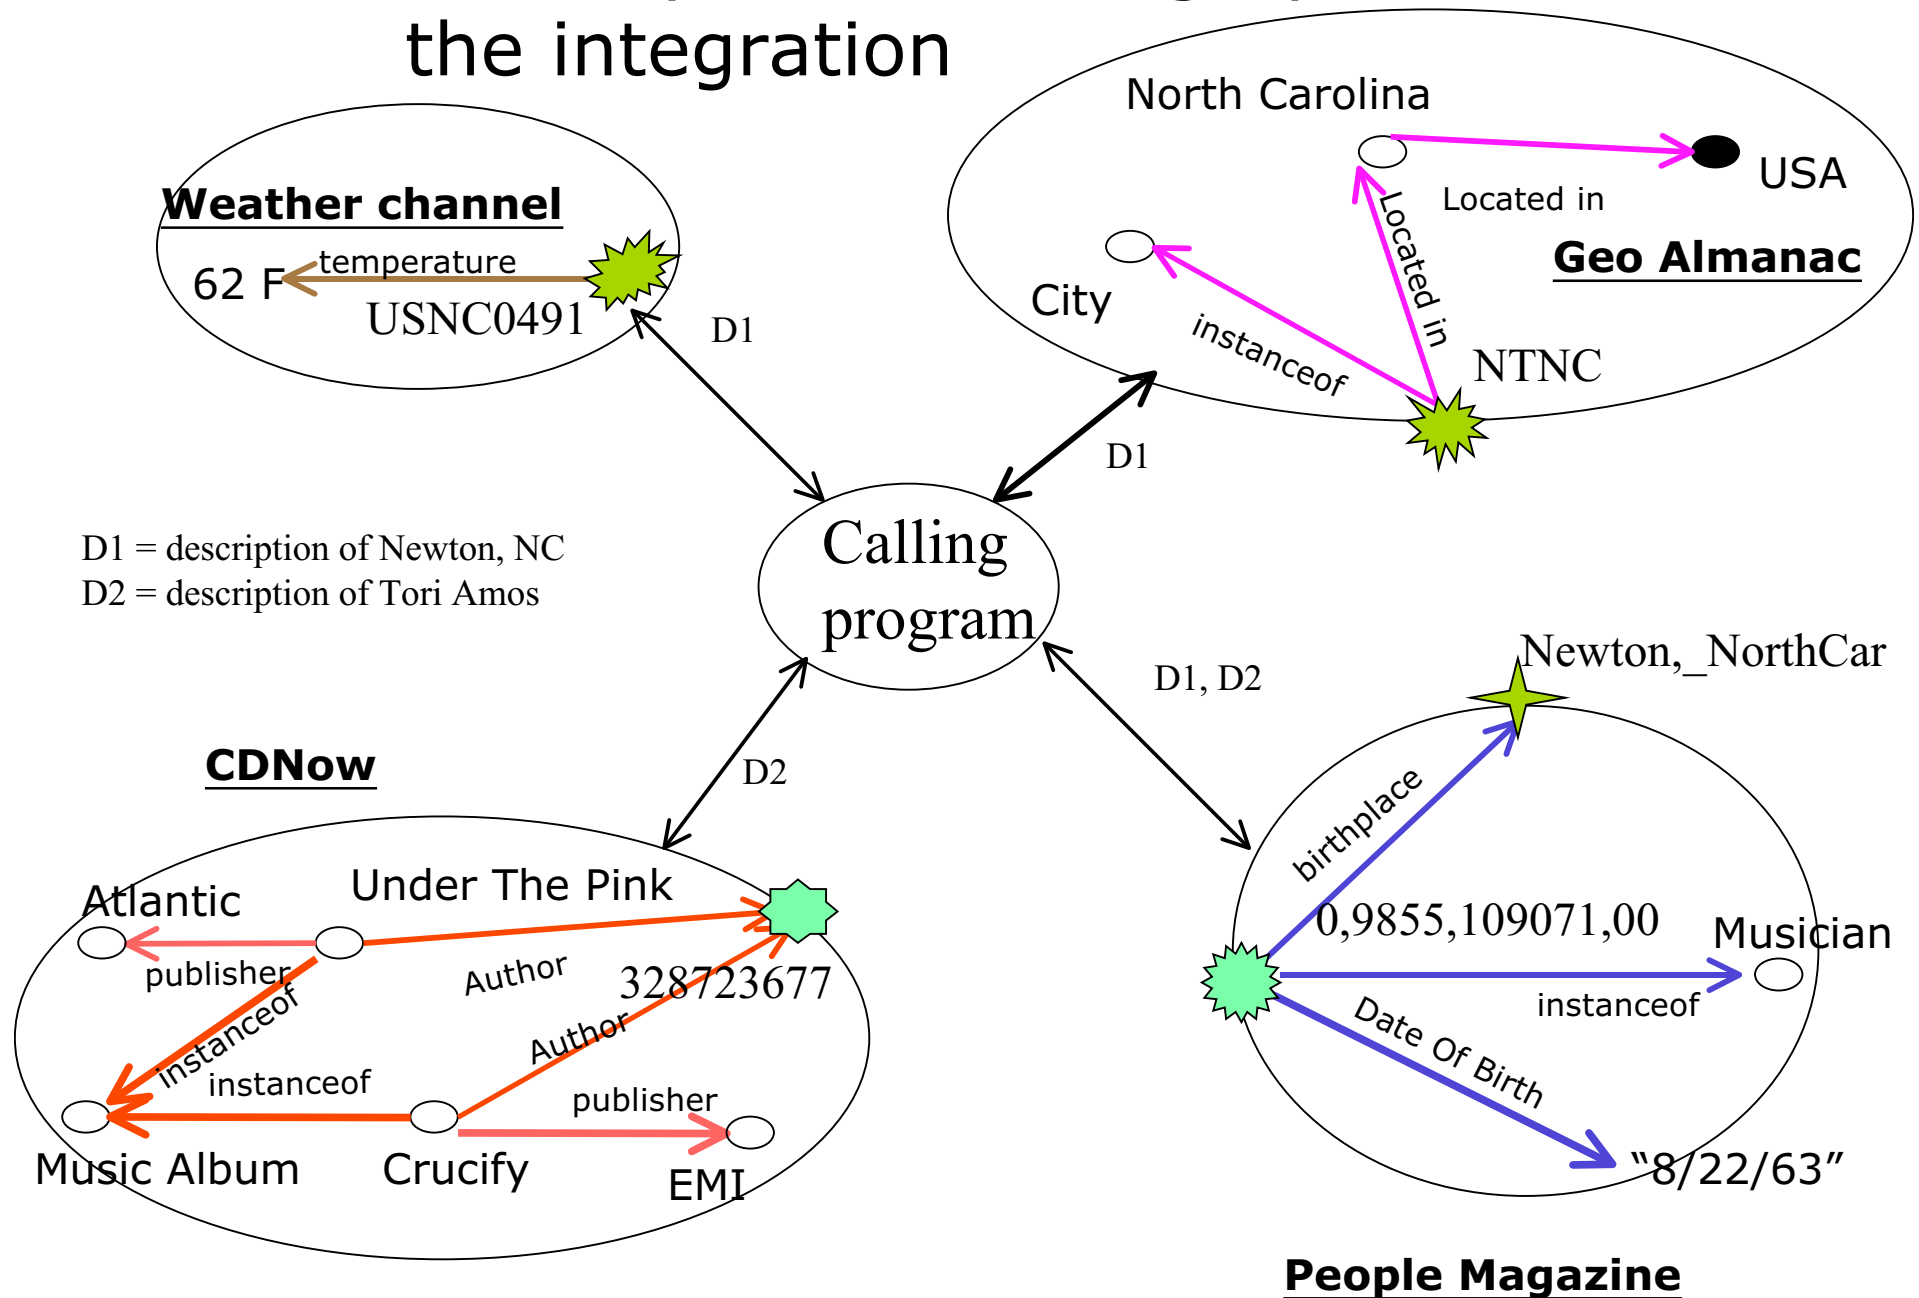 the integration
North Carolina
USA
Located in
Located in
Geo Almanac
City
instanceof
NTNC
Weather channel
temperature
62 F
USNC0491
D1
D1
Calling
program
D1 = description of Newton, NC
D2 = description of Tori Amos
D1, D2
D2
Newton,_NorthCar
birthplace
0,9855,109071,00
Musician
instanceof
Date Of Birth
“8/22/63”
People Magazine
CDNow
Atlantic
Under The Pink
publisher
Author
328723677
instanceof
Author
instanceof
publisher
Music Album
Crucify
EMI